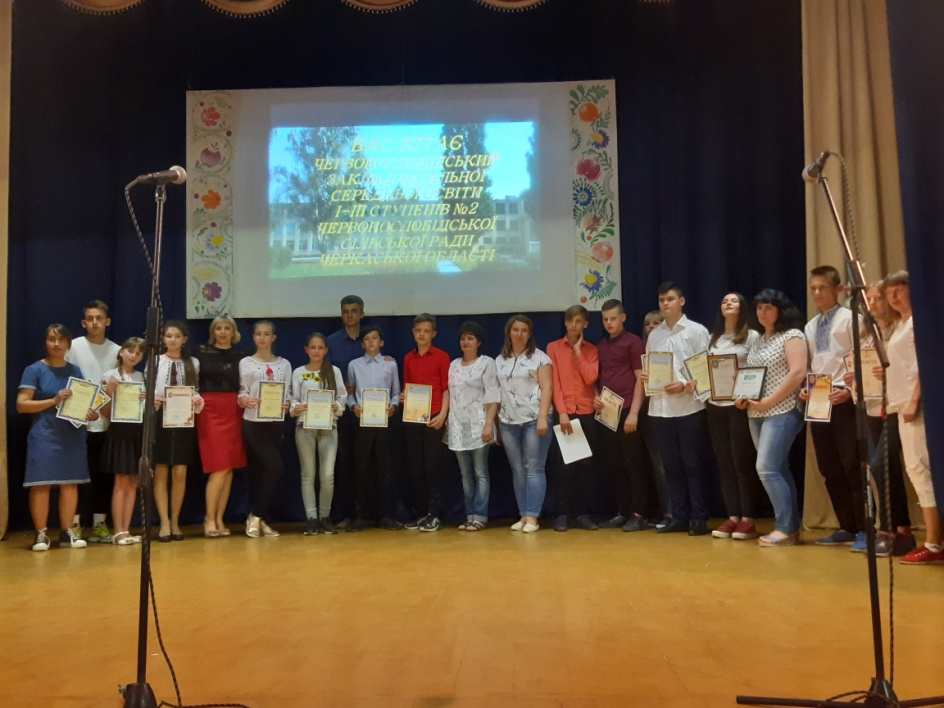 ВАС ВІТАЄ
ЧЕРВОНОСЛОБІДСЬКИЙ
ЗАКЛАД ЗАГАЛЬНОЇ
СЕРЕДНЬОЇ ОСВІТИ
І-ІІІ СТУПЕНІВ №2
ЧЕРВОНОСЛОБІДСЬКОЇ
СІЛЬСЬКОЇ РАДИ
ЧЕРКАСЬКОЇ ОБЛАСТІ